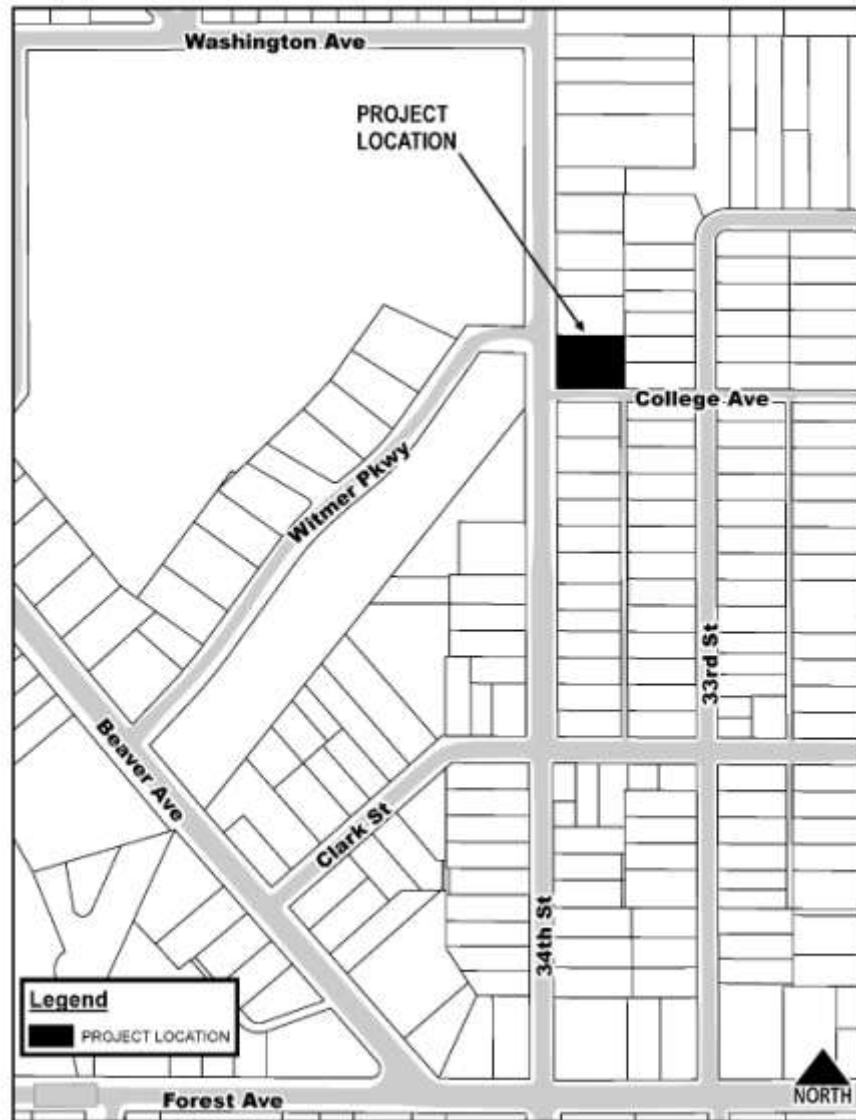 Washington Ave
PROJECT
LOCATION
College Ave
Witmer Pkwy
33rd St
Beaver Ave
Clark St
34th St
Legend
PROJECT LOCATION
Forest Ave
NORTH